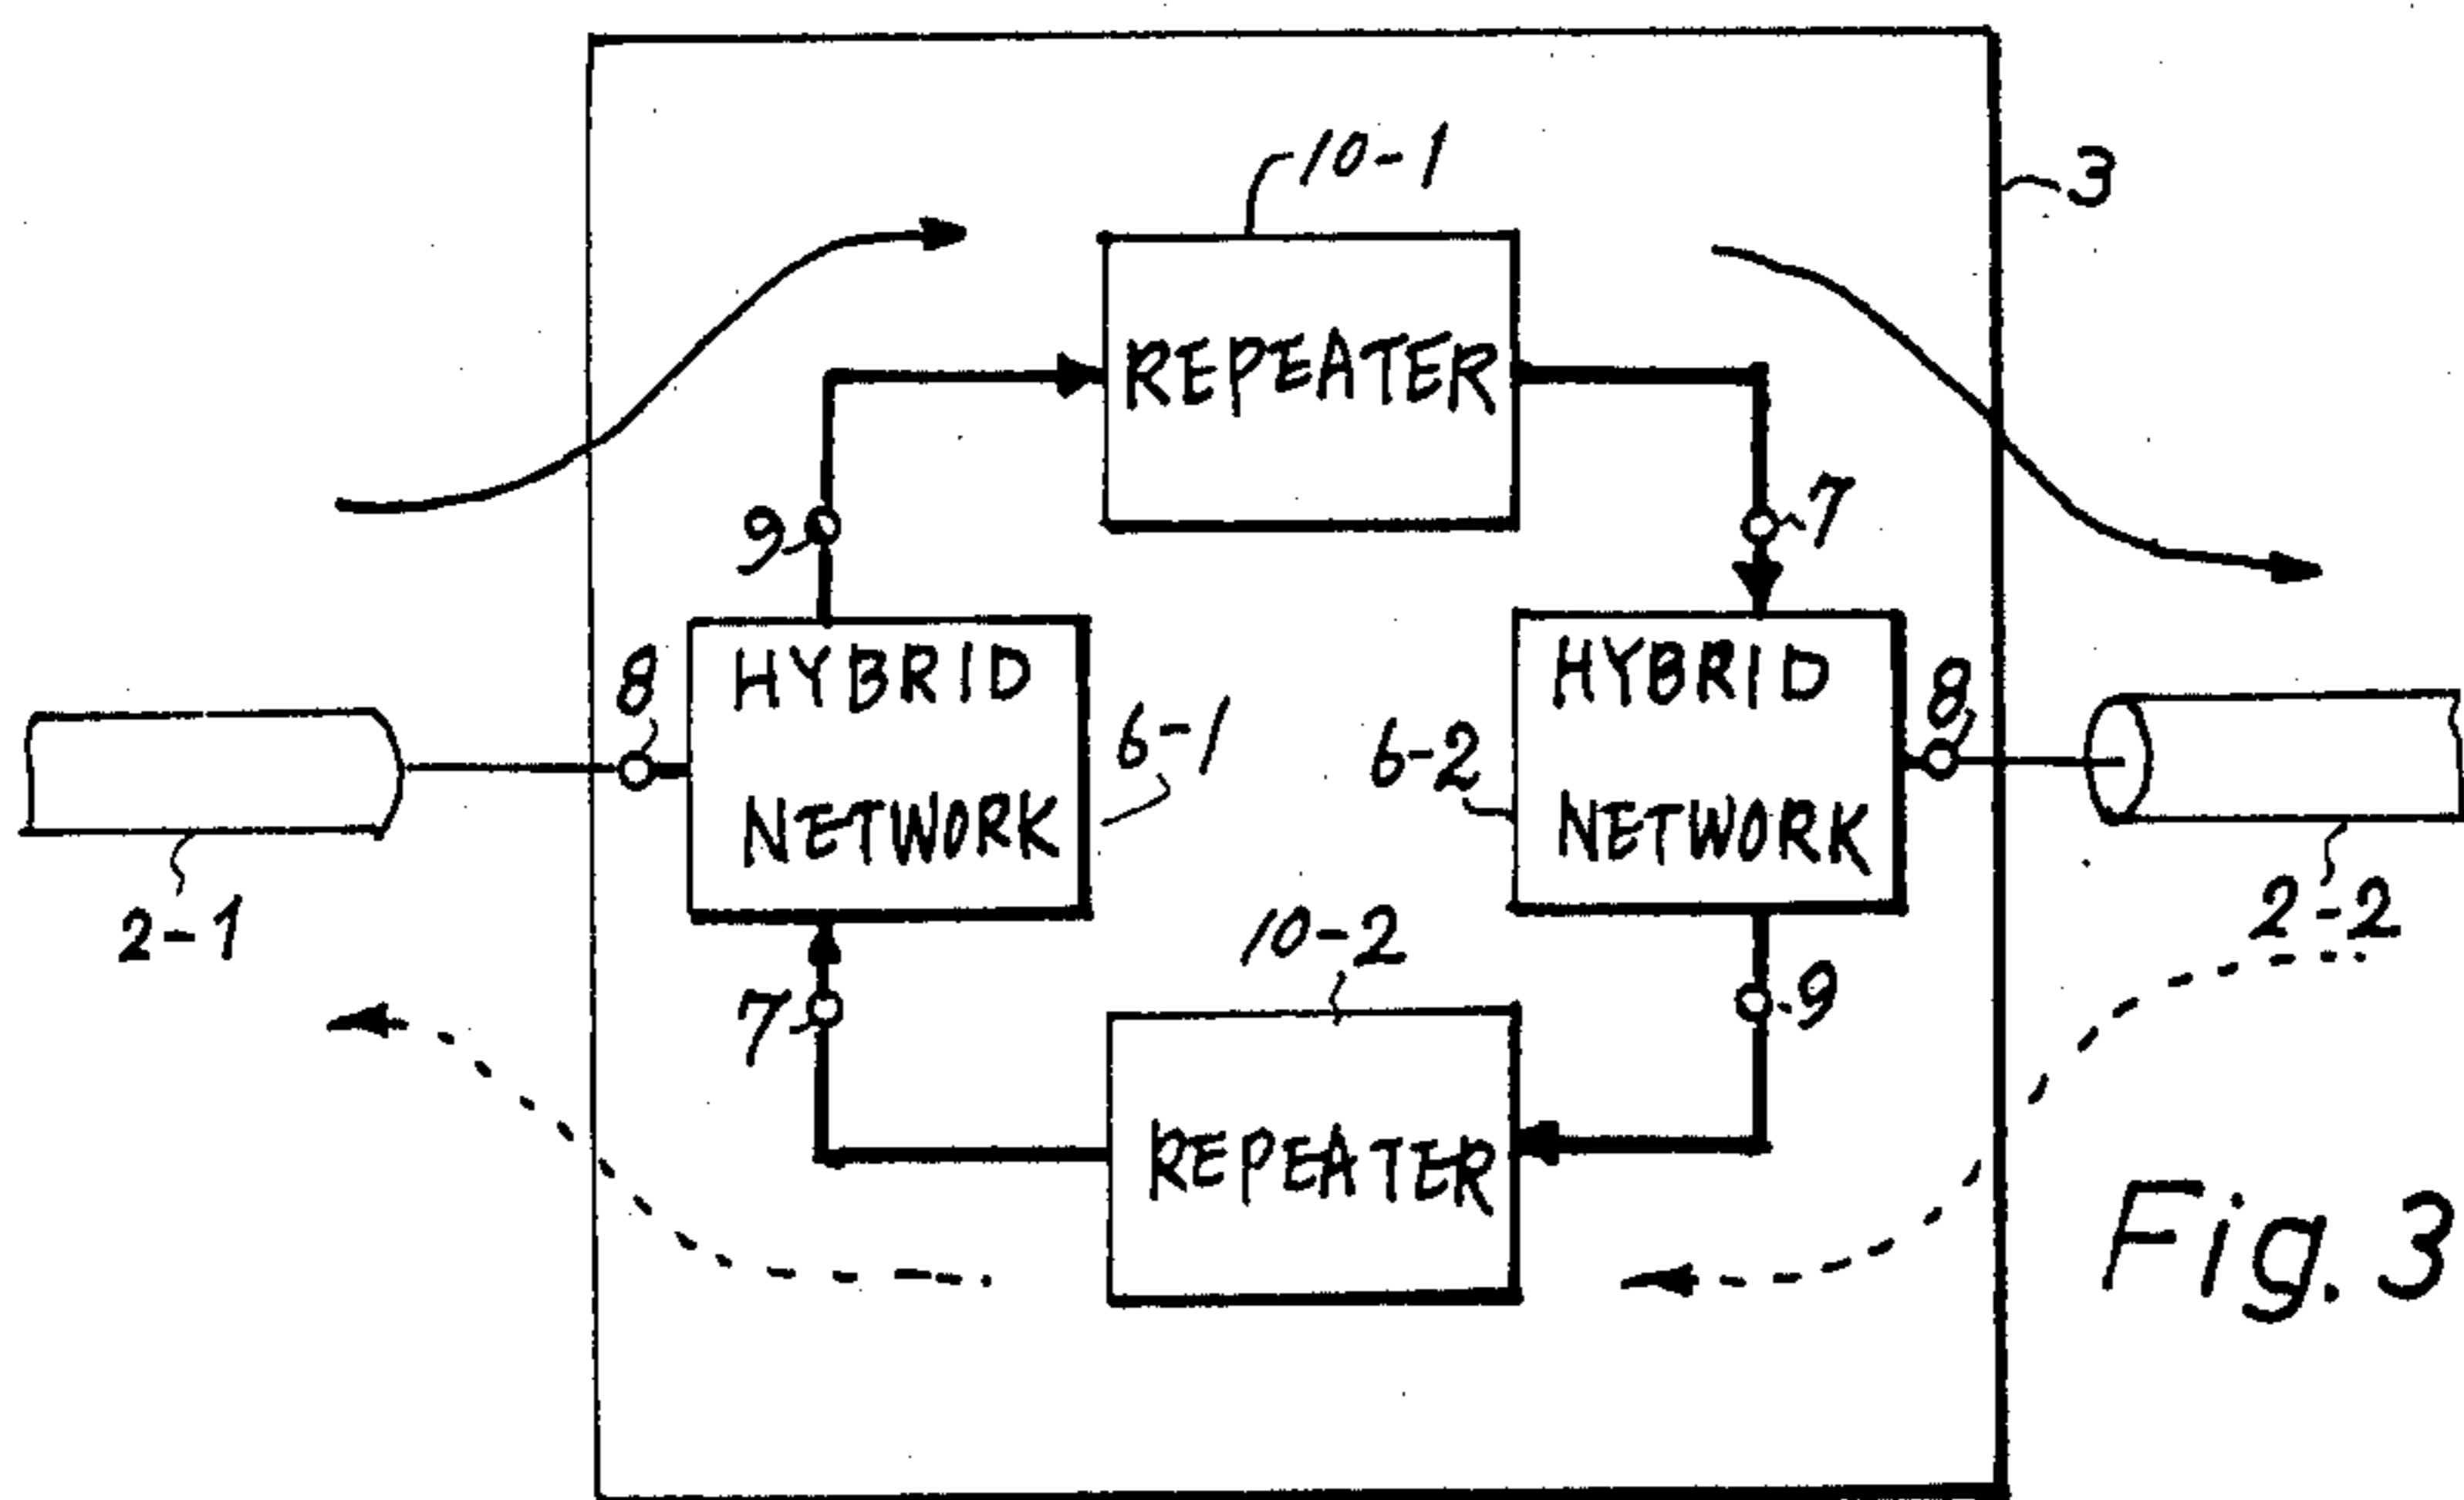 10-1
3
REPEATER
9
7
8
HYBRID
NETWORK
6-1
6-2
HYBRID
NETWORK
8
2-1
2-2
10-2
7
9
REPEATER
Fig. 3